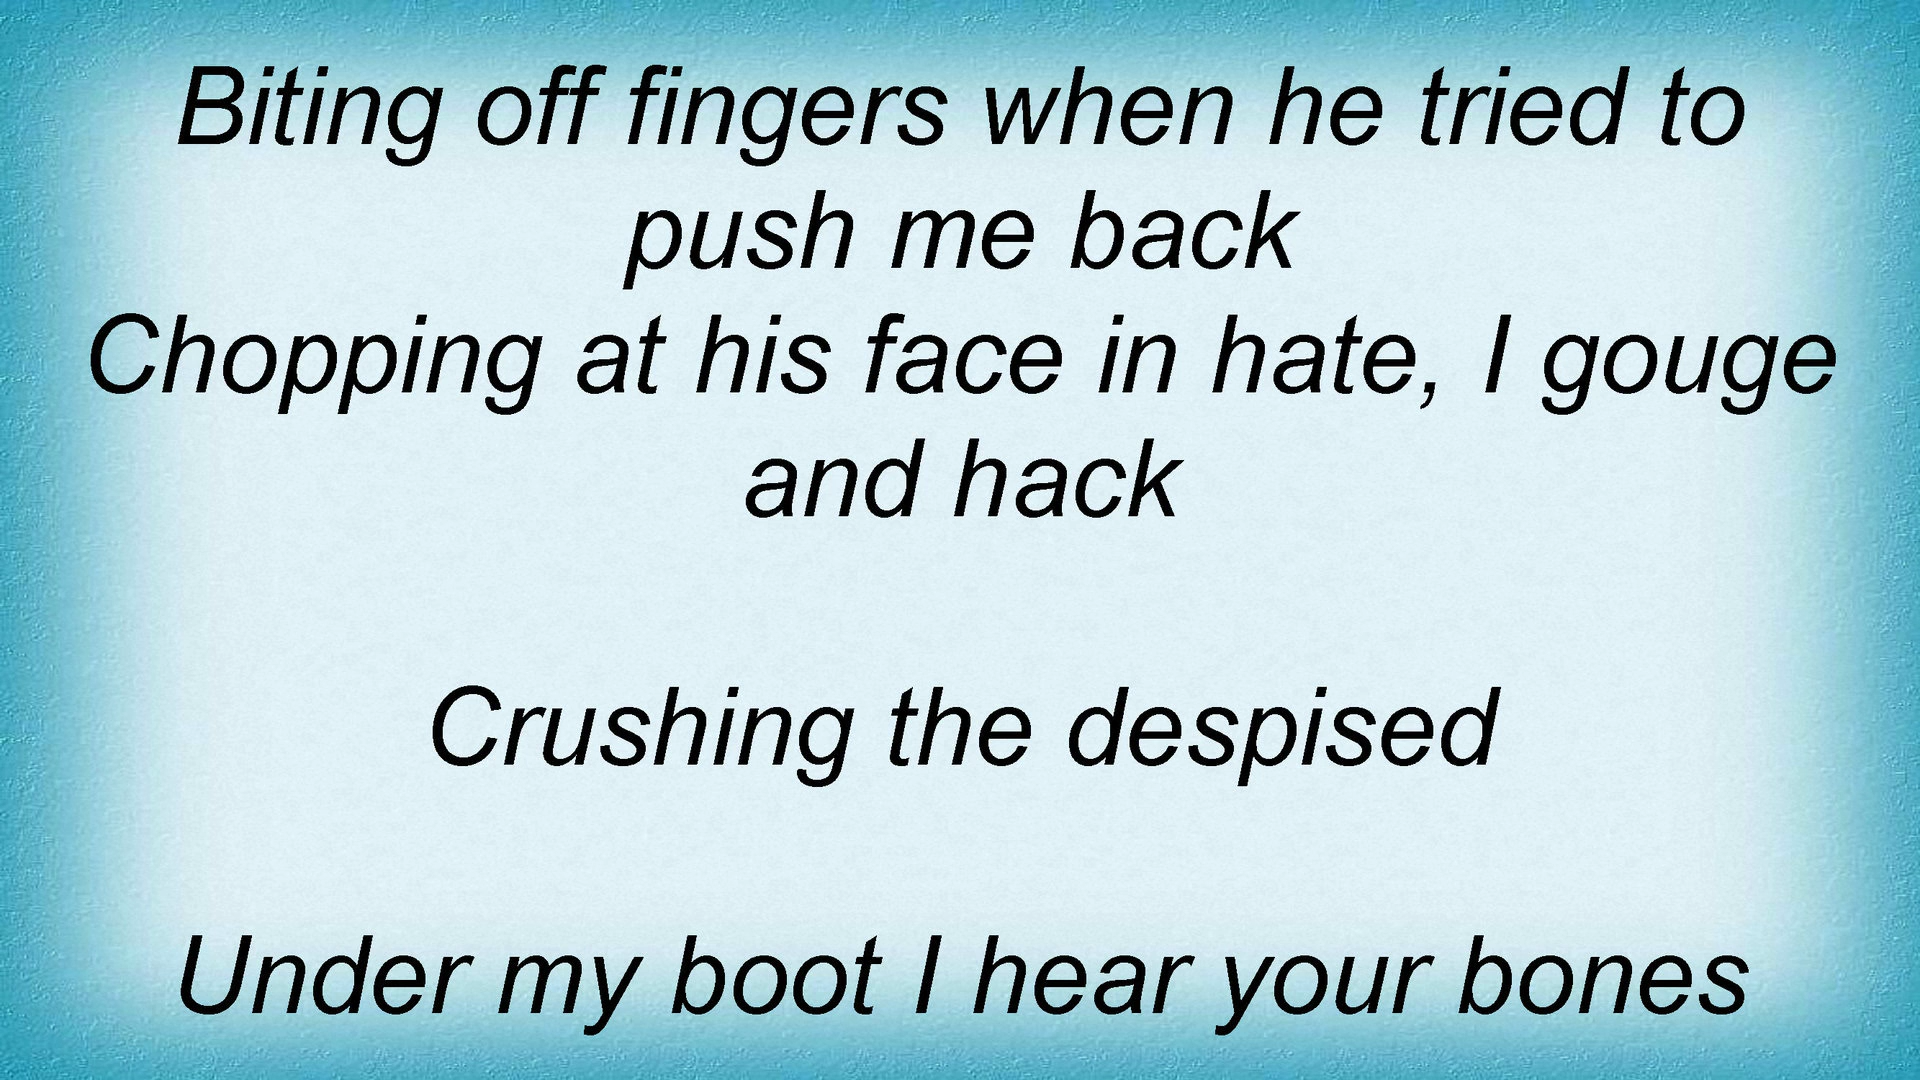 Biting off fingers when he tried to
push me back
Chopping at his face in hate, I gouge
and hack
Crushing the despised
Under my boot I hear your bones